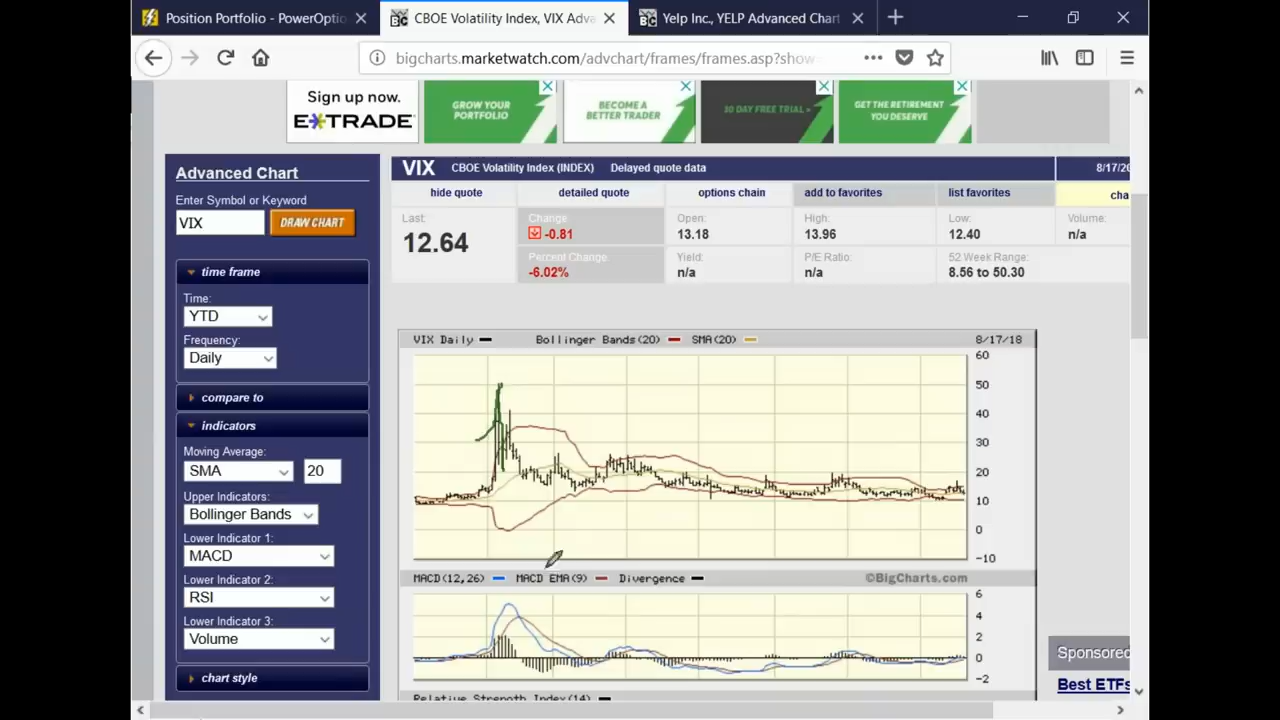 Position Portfolio - PowerOptio
CBOE Volatility Index, VIX Adva
Yelp Inc., YELP Advanced Chart
bigcharts.marketwatch.com/advchart/frames/frames.asp?show
Sign up now.
E*TRADE
GROW YOUR PORTFOLIO
BECOME A BETTER TRADER
30 DAY FREE TRIAL »
GET THE RETIREMENT YOU DESERVE
Advanced Chart
Enter Symbol or Keyword
VIX
DRAW CHART
time frame
Time:
YTD
Frequency:
Daily
compare to
indicators
Moving Average:
SMA
20
Upper Indicators:
Bollinger Bands
Lower Indicator 1:
MACD
Lower Indicator 2:
RSI
Lower Indicator 3:
Volume
chart style
VIX CBOE Volatility Index (INDEX) Delayed quote data 8/17/20
hide quote detailed quote options chain add to favorites list favorites cha
Last: Change: Open: High: Low: Volume:
12.64 -0.81 13.18 13.96 12.40 n/a
Percent Change: Yield: P/E Ratio: 52 Week Range:
-6.02% n/a n/a 8.56 to 50.30
VIX Daily Bollinger Bands(20) SMA(20) 8/17/18
60
50
40
30
20
10
0
-10
MACD(12,26) MACD EMA(9) Divergence ©BigCharts.com
6
4
2
0
-2
Relative Strength Index(14)
Sponsored
Best ETFs